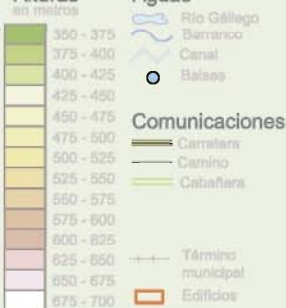 Alturas
en metros
350 - 375
375 - 400
400 - 425
425 - 450
450 - 475
475 - 500
500 - 525
525 - 550
550 - 575
575 - 600
600 - 625
625 - 650
650 - 675
675 - 700
Aguas
Río Gállego
Barranco
Canal
Balsas
Comunicaciones
Carretera
Camino
Cabañera
Término
municipal
Edificios